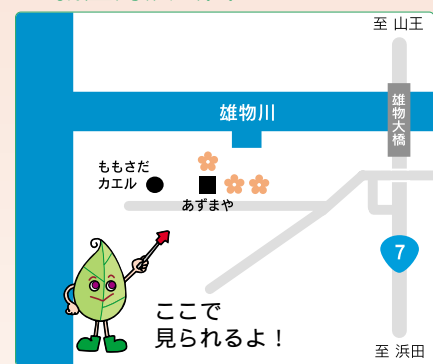 至 山王
雄物川
雄物大橋
ももさだ
カエル
あずまや
7
ここで
見られるよ！
至 浜田